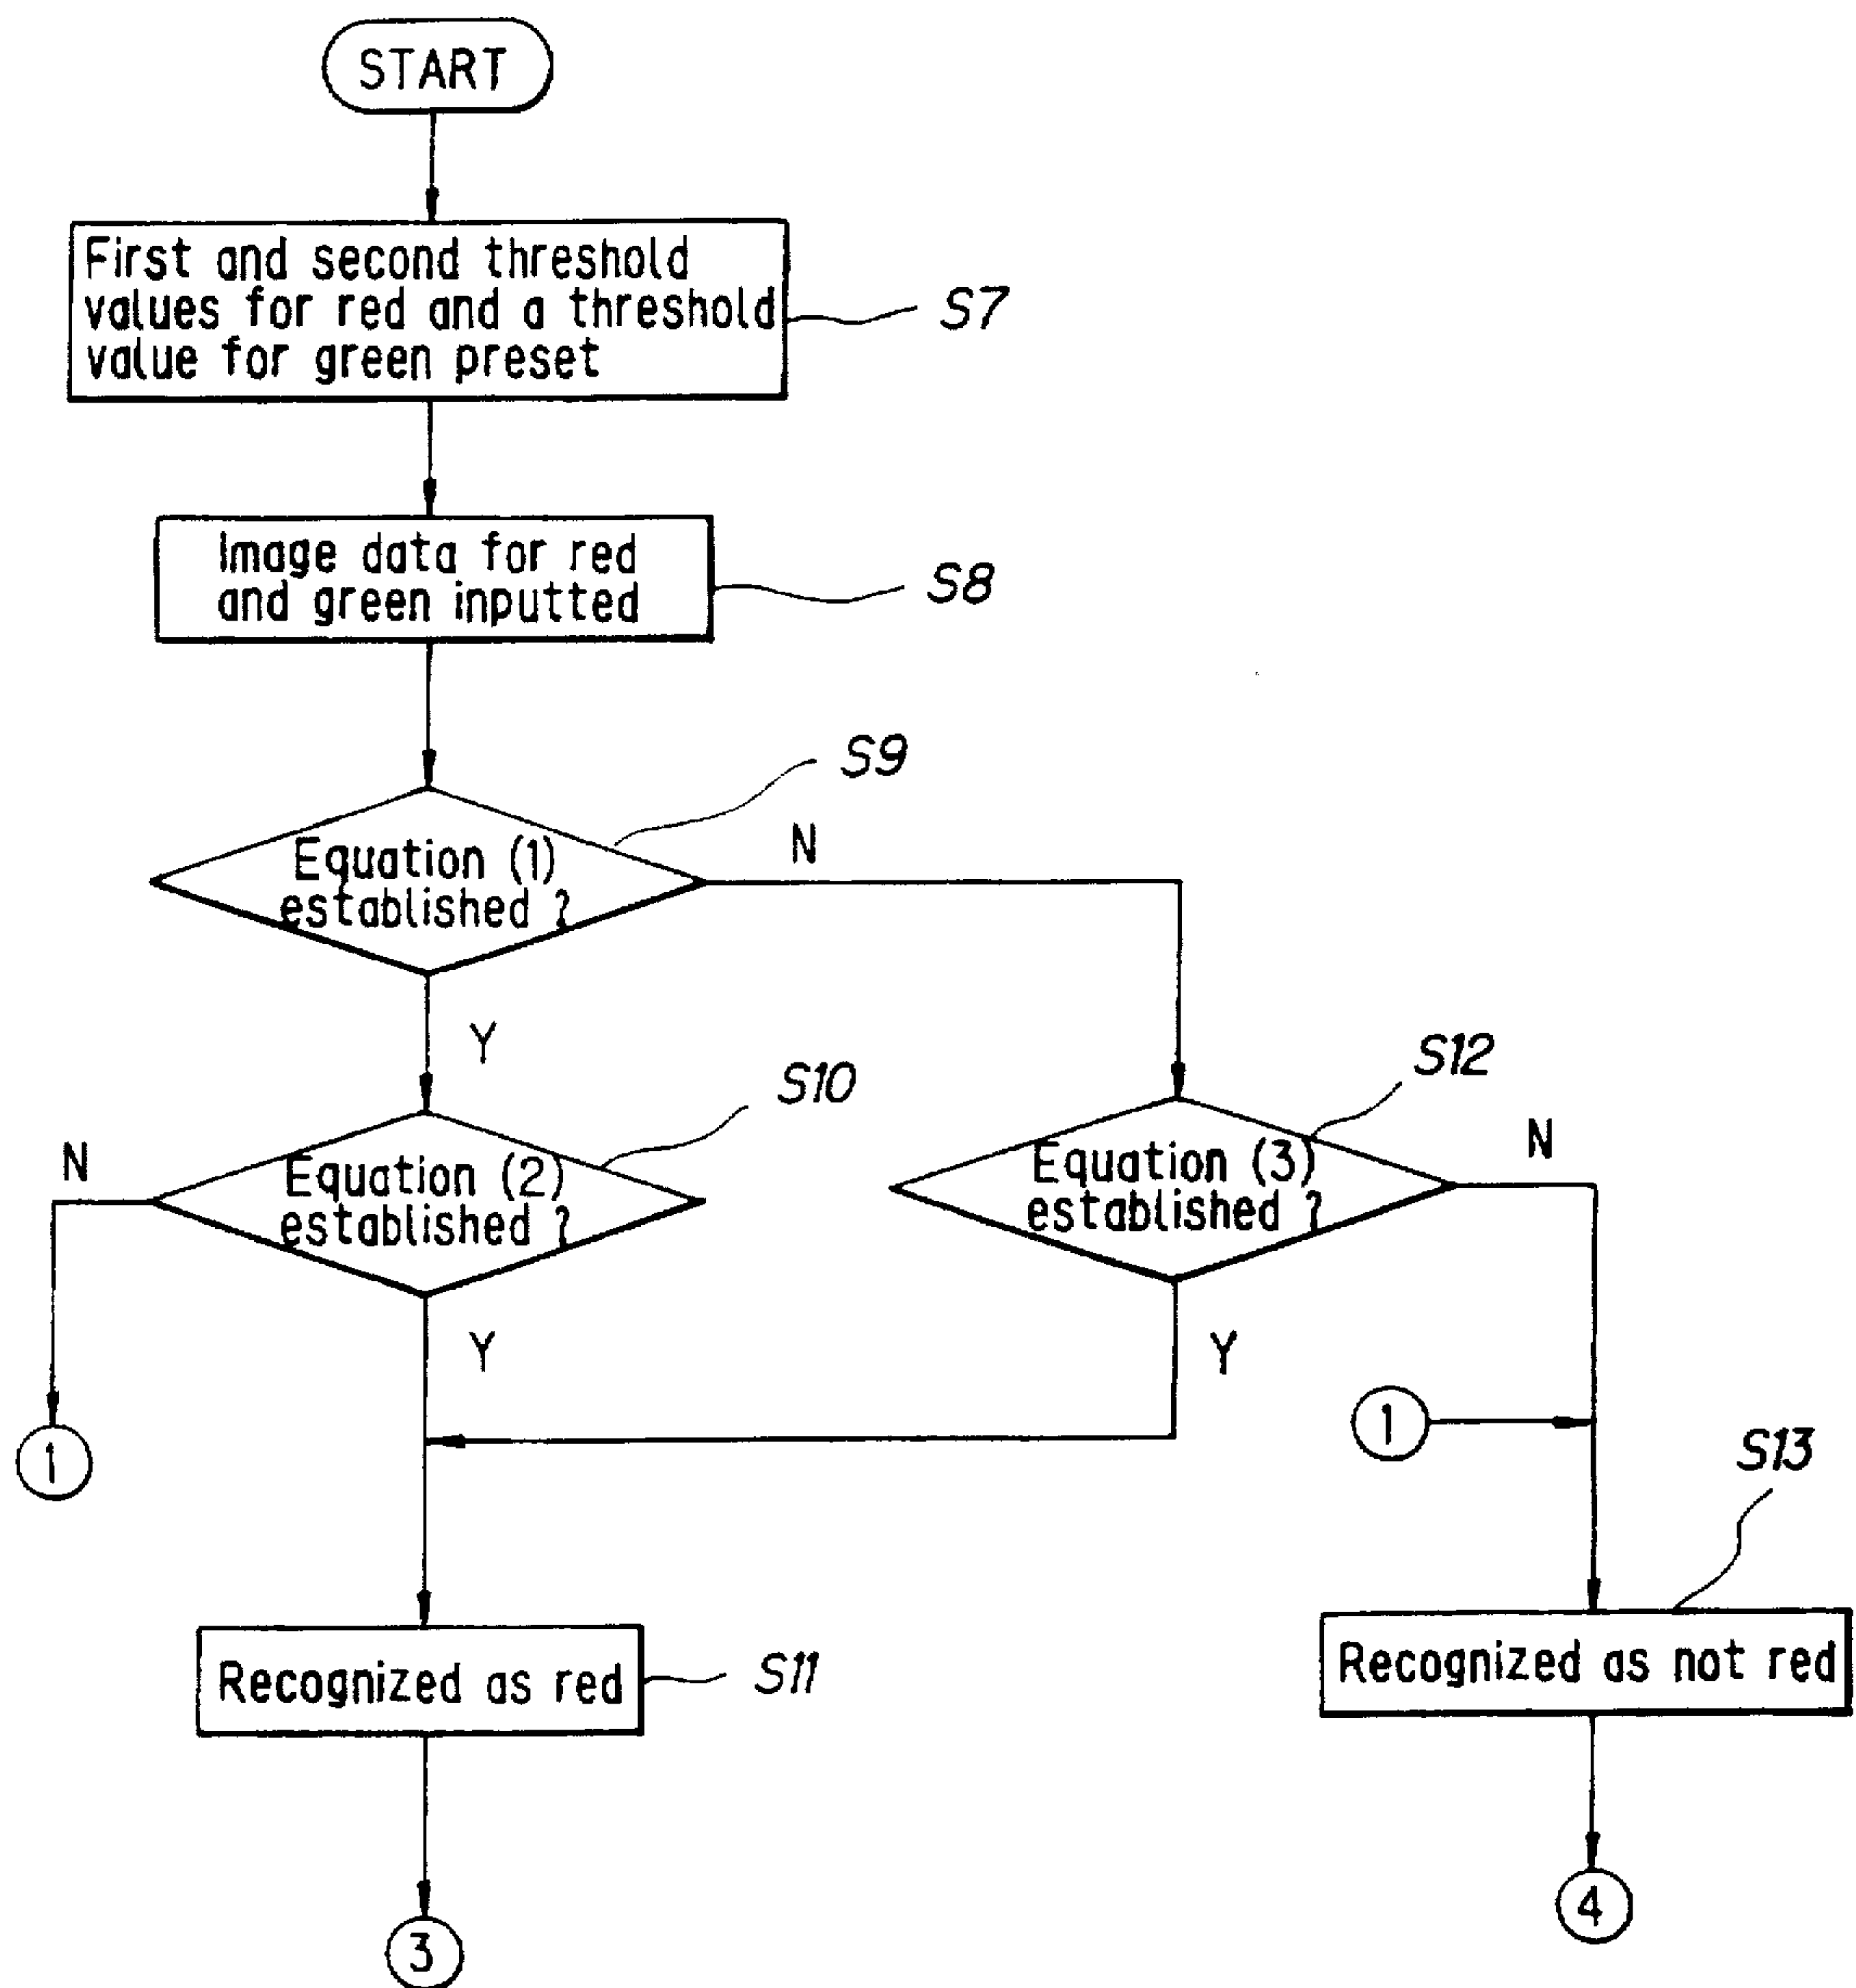 START
First and second threshold
values for red and a threshold
value for green preset
S7
Image data for red
and green inputted
S8
S9
Equation (1)
established ?
N
Y
S10
S12
N
Equation (2)
established ?
Equation (3)
established ?
N
Y
Y
1
1
S13
Recognized as red
S11
Recognized as not red
3
4